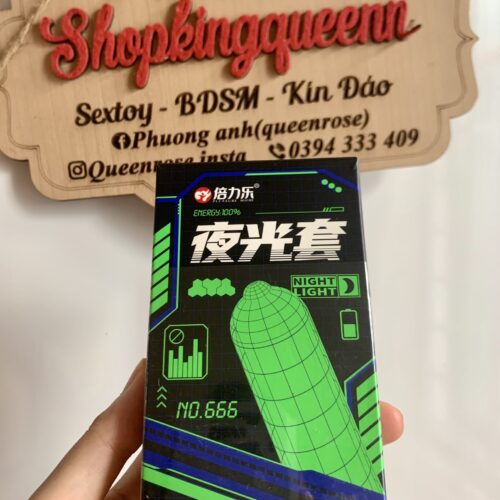 Shopkingqueenn
Sextoy - BDSM - Kín Đáo
Phuong anh(queenrose)
Queenrose.insta 0394 333 409
倍力乐®
ENERGY:100%
夜光套
NIGHT
LIGHT
NO.666